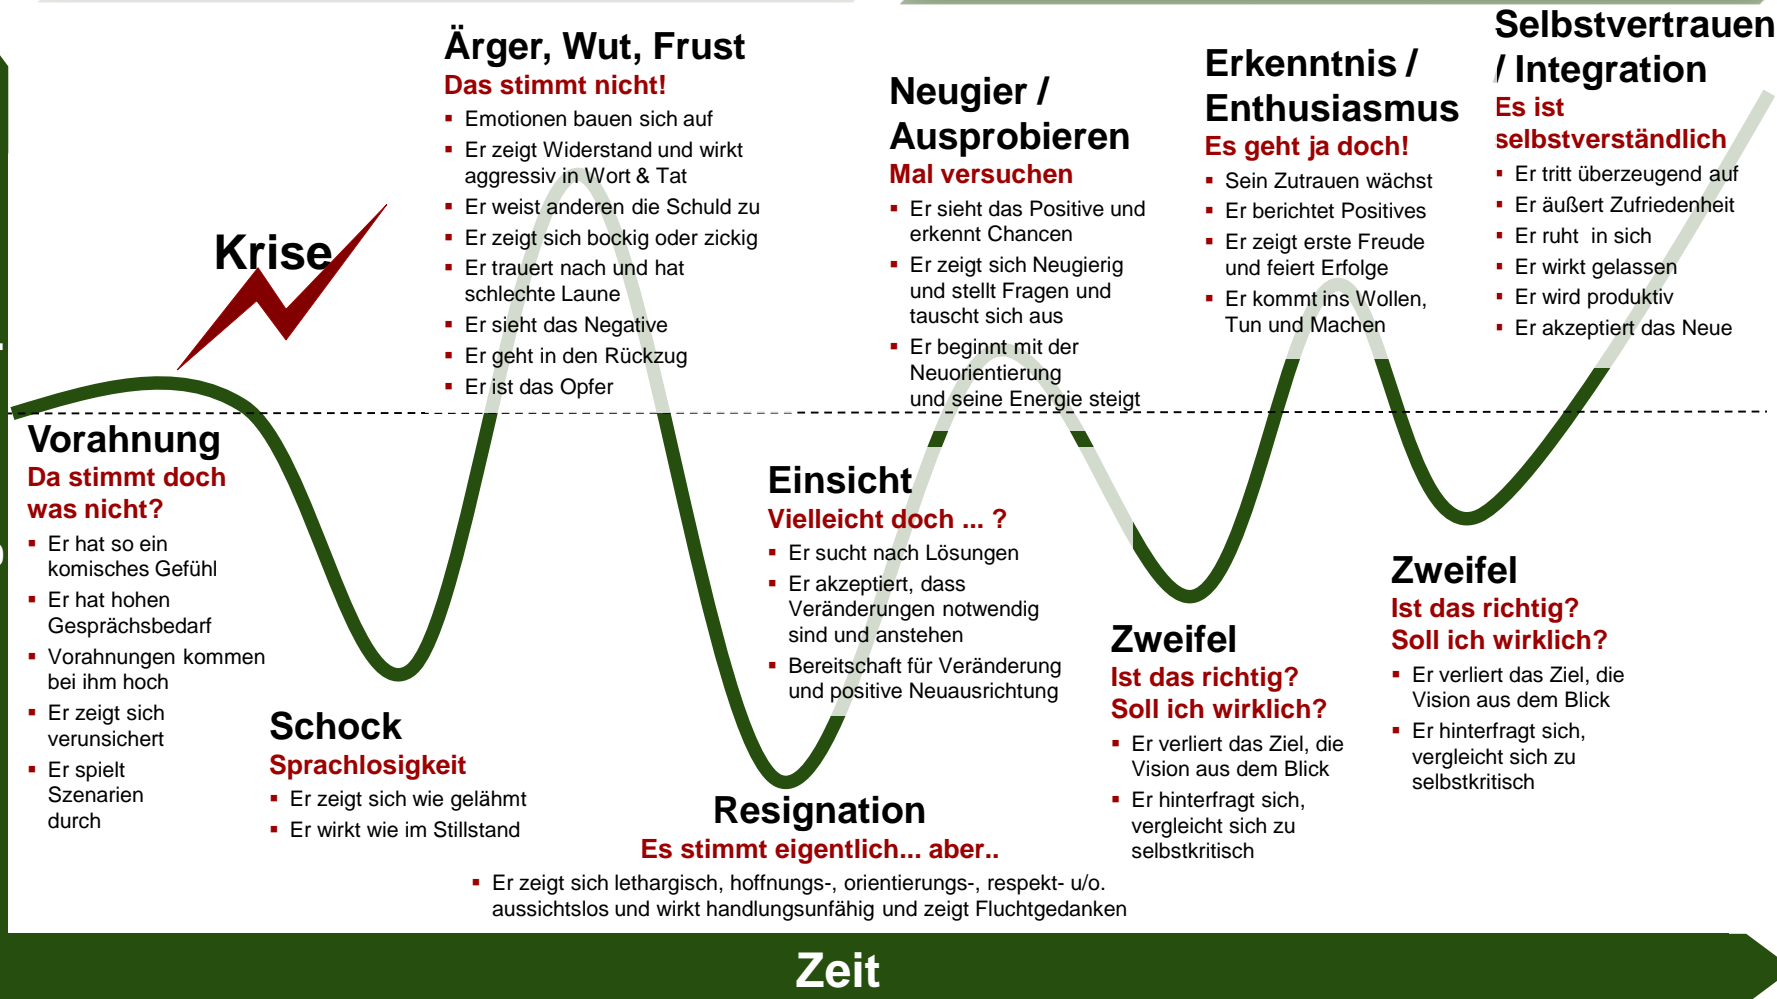 Krise
Vorahnung
Da stimmt doch
was nicht?
Er hat so ein
komisches Gefühl
Er hat hohen
Gesprächsbedarf
Vorahnungen kommen
bei ihm hoch
Er zeigt sich
verunsichert
Er spielt
Szenarien
durch
Schock
Sprachlosigkeit
Er zeigt sich wie gelähmt
Er wirkt wie im Stillstand
Ärger, Wut, Frust
Das stimmt nicht!
Emotionen bauen sich auf
Er zeigt Widerstand und wirkt
aggressiv in Wort & Tat
Er weist anderen die Schuld zu
Er zeigt sich bockig oder zickig
Er trauert nach und hat
schlechte Laune
Er sieht das Negative
Er geht in den Rückzug
Er ist das Opfer
Resignation
Es stimmt eigentlich... aber..
Er zeigt sich lethargisch, hoffnungs-, orientierungs-, respekt- u/o.
aussichtslos und wirkt handlungsunfähig und zeigt Fluchtgedanken
Einsicht
Vielleicht doch ... ?
Er sucht nach Lösungen
Er akzeptiert, dass
Veränderungen notwendig
sind und anstehen
Bereitschaft für Veränderung
und positive Neuausrichtung
Neugier /
Ausprobieren
Mal versuchen
Er sieht das Positive und
erkennt Chancen
Er zeigt sich Neugierig
und stellt Fragen und
tauscht sich aus
Er beginnt mit der
Neuorientierung
und seine Energie steigt
Zweifel
Ist das richtig?
Soll ich wirklich?
Er verliert das Ziel, die
Vision aus dem Blick
Er hinterfragt sich,
vergleicht sich zu
selbstkritisch
Erkenntnis /
Enthusiasmus
Es geht ja doch!
Sein Zutrauen wächst
Er berichtet Positives
Er zeigt erste Freude
und feiert Erfolge
Er kommt ins Wollen,
Tun und Machen
Zweifel
Ist das richtig?
Soll ich wirklich?
Er verliert das Ziel, die
Vision aus dem Blick
Er hinterfragt sich,
vergleicht sich zu
selbstkritisch
Selbstvertrauen
/ Integration
Es ist
selbstverständlich
Er tritt überzeugend auf
Er äußert Zufriedenheit
Er ruht in sich
Er wirkt gelassen
Er wird produktiv
Er akzeptiert das Neue
Zeit